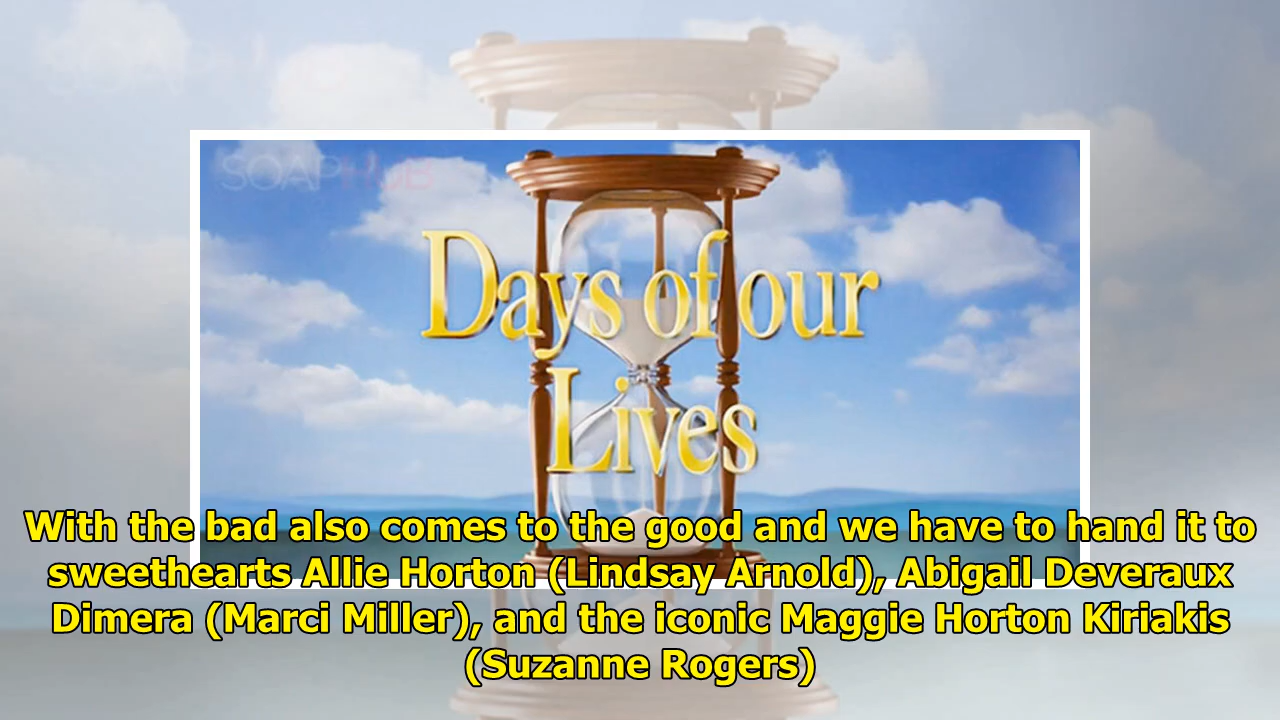 SOAPHUB
Days of our
Lives
With the bad also comes to the good and we have to hand it to
sweethearts Allie Horton (Lindsay Arnold), Abigail Deveraux
Dimera (Marci Miller), and the iconic Maggie Horton Kiriakis
(Suzanne Rogers)